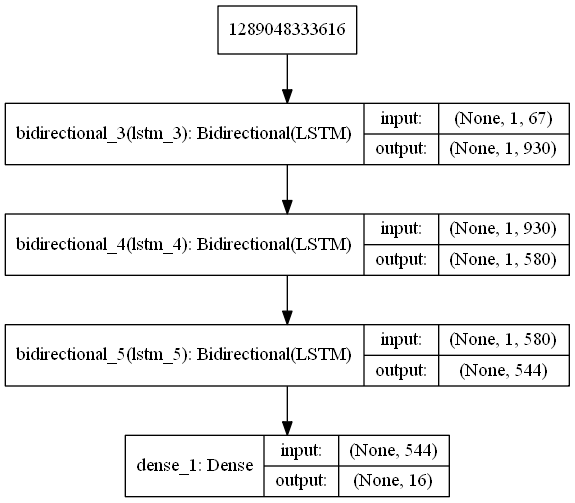 1289048333616
bidirectional_3(lstm_3): Bidirectional(LSTM)
input:
(None, 1, 67)
output:
(None, 1, 930)
bidirectional_4(lstm_4): Bidirectional(LSTM)
input:
(None, 1, 930)
output:
(None, 1, 580)
bidirectional_5(lstm_5): Bidirectional(LSTM)
input:
(None, 1, 580)
output:
(None, 544)
dense_1: Dense
input:
(None, 544)
output:
(None, 16)